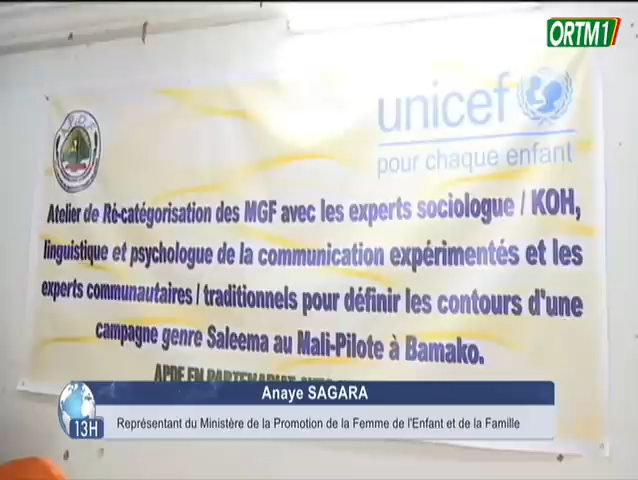 ORTM1
unicef
pour chaque enfant
Atelier de Ré-catégorisation des MGF avec les experts sociologue / KOH,
linguistique et psychologue de la communication expérimentés et les
experts communautaires / traditionnels pour définir les contours d'une
campagne genre Saleema au Mali-Pilote à Bamako.
APDF EN PARTENARIAT
Anaye SAGARA
13H
Représentant du Ministère de la Promotion de la Femme de l'Enfant et de la Famille